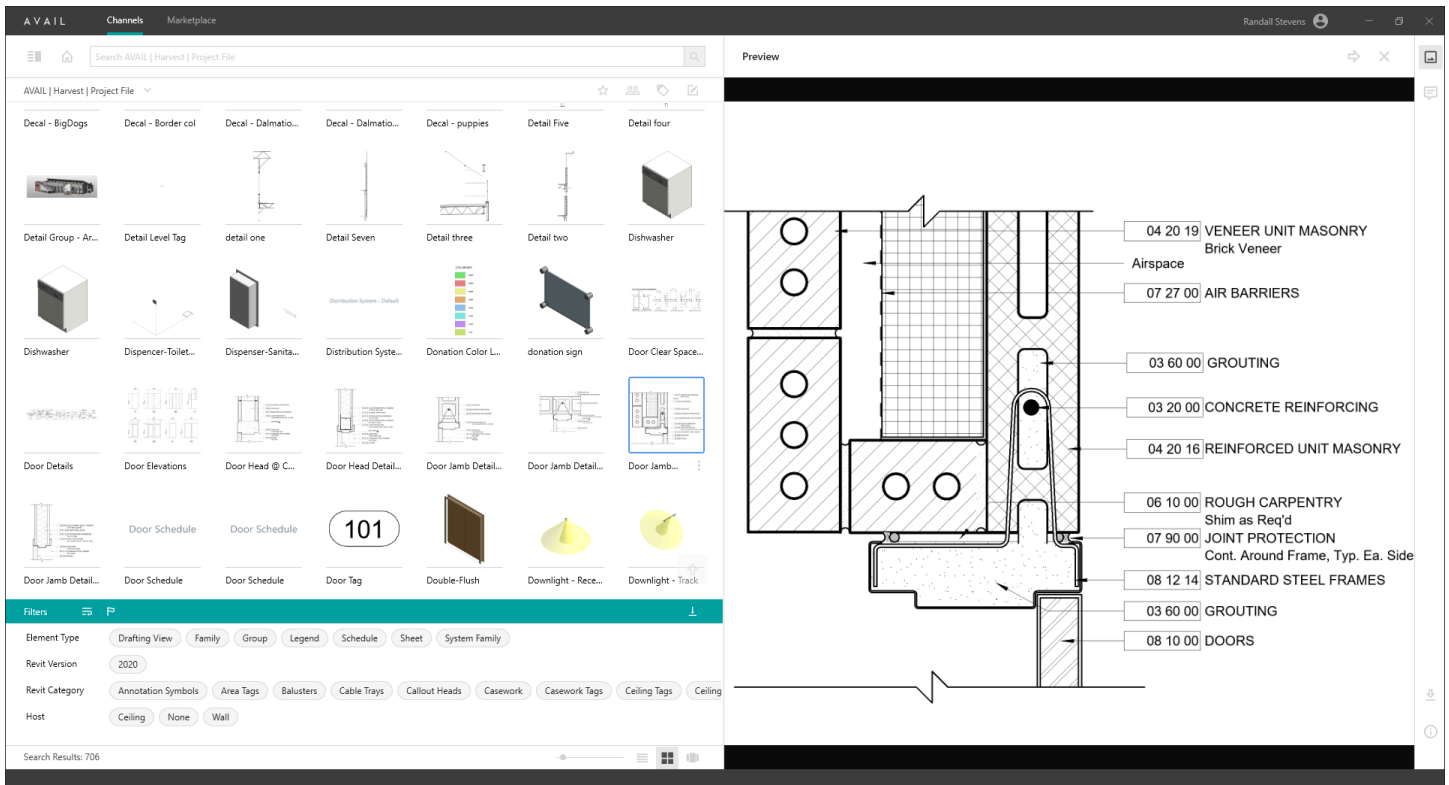 AVAIL
Channels
Marketplace
Randall Stevens
Search AVAIL | Harvest | Project File
Preview
AVAIL | Harvest | Project File
Decal - BigDogs
Decal - Border col
Decal - Dalmatio...
Decal - Dalmatio...
Decal - puppies
Detail Five
Detail four
Detail Group - Ar...
Detail Level Tag
detail one
Detail Seven
Detail three
Detail two
Dishwasher
Distribution System - Default
Dishwasher
Dispencer-Toilet...
Dispenser-Sanita...
Distribution Syste...
Donation Color L...
donation sign
Door Clear Space...
Door Details
Door Elevations
Door Head @ C...
Door Head Detail...
Door Jamb Detail...
Door Jamb Detail...
Door Jamb...
Door Schedule
Door Schedule
101
Door Jamb Detail...
Door Schedule
Door Schedule
Door Tag
Double-Flush
Downlight - Rece...
Downlight - Track
Filters
Element Type
Drafting View
Family
Group
Legend
Schedule
Sheet
System Family
Revit Version
2020
Revit Category
Annotation Symbols
Area Tags
Balusters
Cable Trays
Callout Heads
Casework
Casework Tags
Ceiling Tags
Ceiling
Host
Ceiling
None
Wall
Search Results: 706
04 20 19 VENEER UNIT MASONRY
Brick Veneer
Airspace
07 27 00 AIR BARRIERS
03 60 00 GROUTING
03 20 00 CONCRETE REINFORCING
04 20 16 REINFORCED UNIT MASONRY
06 10 00 ROUGH CARPENTRY
Shim as Req'd
07 90 00 JOINT PROTECTION
Cont. Around Frame, Typ. Ea. Side
08 12 14 STANDARD STEEL FRAMES
03 60 00 GROUTING
08 10 00 DOORS